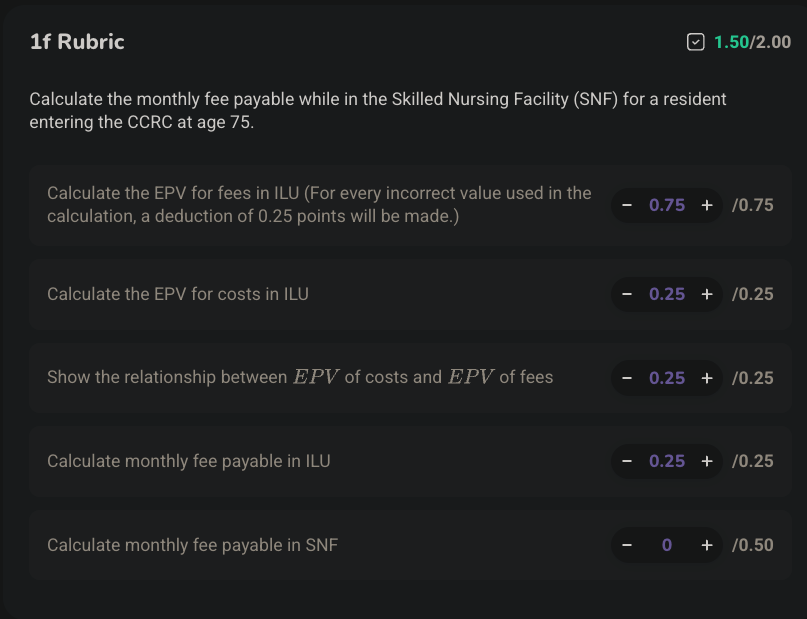 1f Rubric
1.50/2.00
Calculate the monthly fee payable while in the Skilled Nursing Facility (SNF) for a resident
entering the CCRC at age 75.
Calculate the EPV for fees in ILU (For every incorrect value used in the
calculation, a deduction of 0.25 points will be made.)
− 0.75 + /0.75
Calculate the EPV for costs in ILU
− 0.25 + /0.25
Show the relationship between EPV of costs and EPV of fees
− 0.25 + /0.25
Calculate monthly fee payable in ILU
− 0.25 + /0.25
Calculate monthly fee payable in SNF
− 0 + /0.50